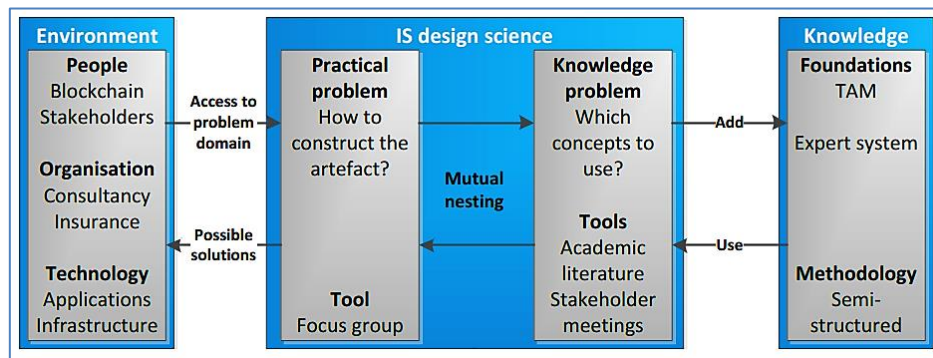 Environment
People
Blockchain
Stakeholders
Organisation
Consultancy
Insurance
Technology
Applications
Infrastructure
Access to
problem
domain
Possible
solutions
IS design science
Practical
problem
How to
construct the
artefact?
Tool
Focus group
Mutual
nesting
Knowledge
problem
Which
concepts to
use?
Tools
Academic
literature
Stakeholder
meetings
Add
Use
Knowledge
Foundations
TAM
Expert system
Methodology
Semi-
structured